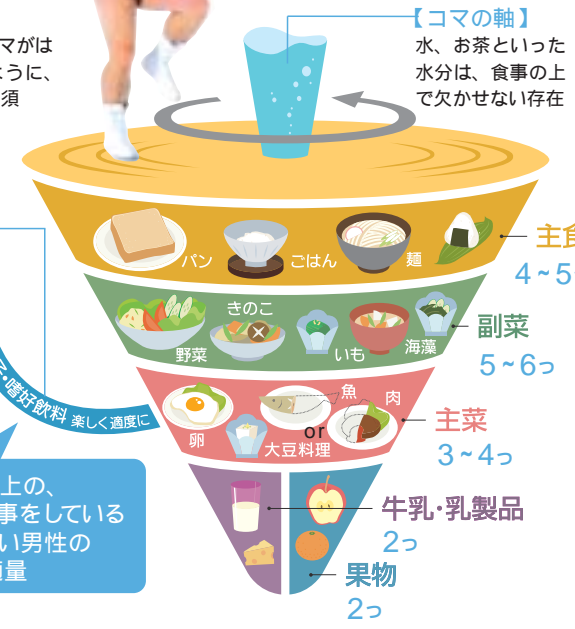 マがは
ように、
須
【コマの軸】
水、お茶といった
水分は、食事の上
で欠かせない存在
パン
ごはん
麺
主食
4~5
野菜
きのこ
いも
海藻
副菜
5~6つ
・嗜好飲料 楽しく適度に
卵
大豆料理
or
魚
肉
主菜
3~4つ
上の、
事をしている
い男性の
量
牛乳・乳製品
2つ
果物
2つ